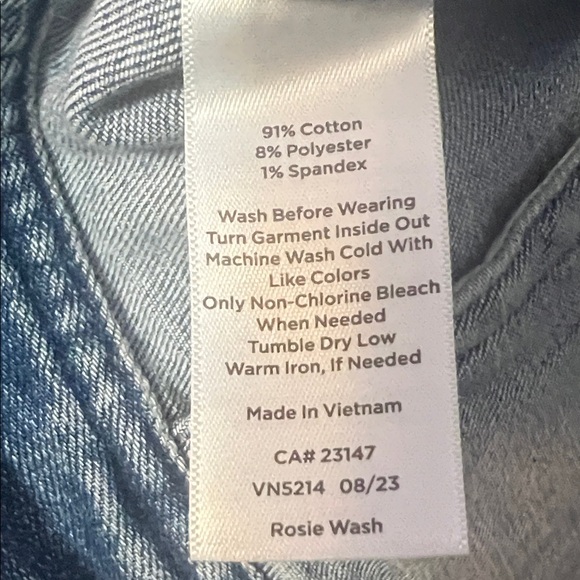 91% Cotton
8% Polyester
1% Spandex
Wash Before Wearing
Turn Garment Inside Out
Machine Wash Cold With
Like Colors
Only Non-Chlorine Bleach
When Needed
Tumble Dry Low
Warm Iron, If Needed
Made In Vietnam
CA# 23147
VN5214 08/23
Rosie Wash